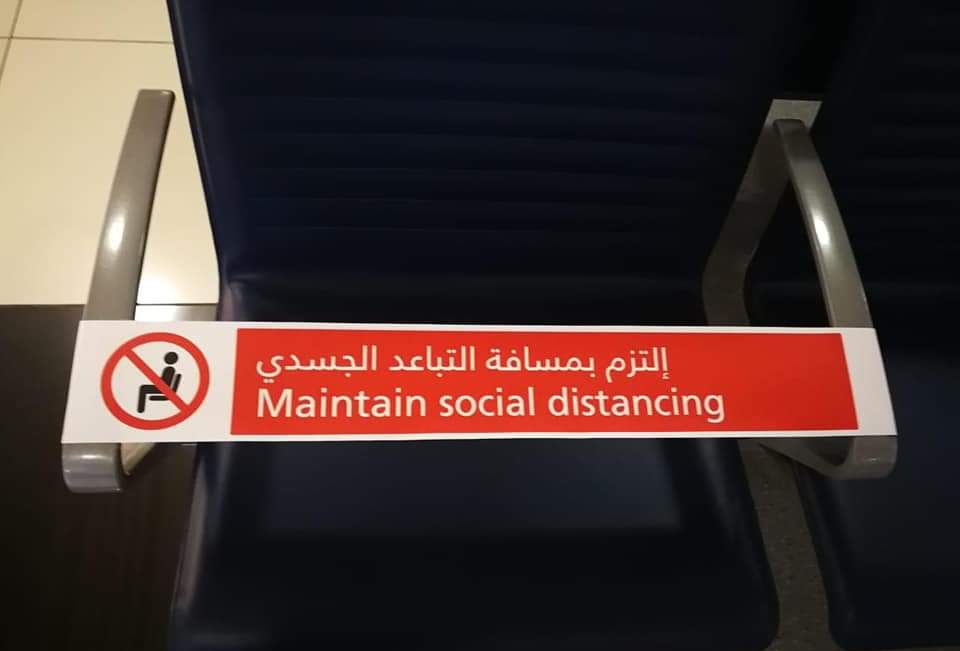 إلتزم بمسافة التباعد الجسدي
Maintain social distancing